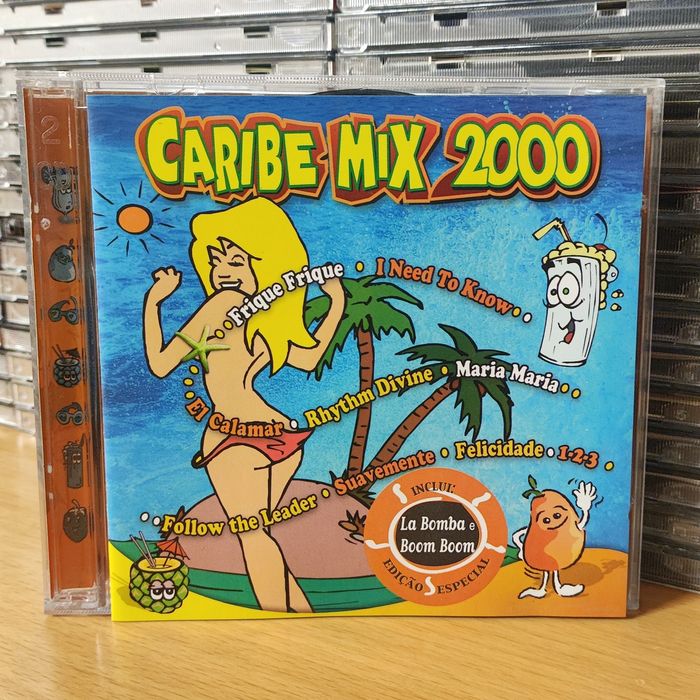 2
CARIBE MIX 2000
Frique Frique • I Need To Know
El Calamar • Rhythm Divine • Maria Maria
Follow the Leader • Suavemente • Felicidade • 1-2-3
INCLUI:
La Bomba e
Boom Boom
EDIÇÃO ESPECIAL